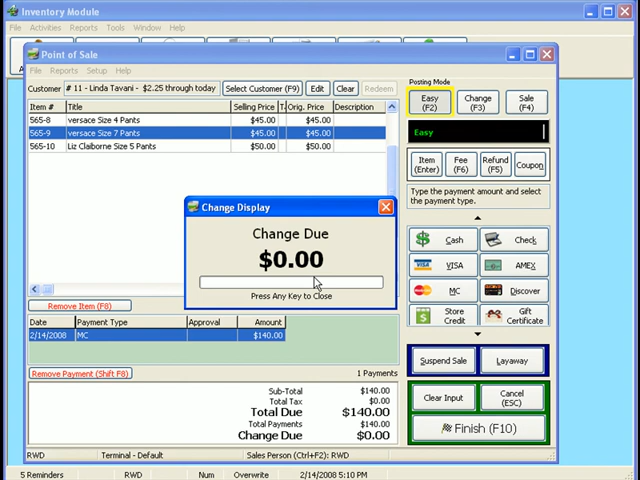 Inventory Module
File Activities Reports Tools Window Help
Point of Sale
File Reports Setup Help
Customer # 11 - Linda Tavani - $2.25 through today Select Customer (F9) Edit Clear Redeem
Item # Title Selling Price T. Orig. Price Description
565-8 versace Size 4 Pants $45.00 $45.00
565-9 versace Size 7 Pants $45.00 $45.00
565-10 Liz Claiborne Size 5 Pants $50.00 $50.00
Posting Mode
Easy (F2)
Change (F3)
Sale (F4)
Easy
Item (Enter)
Fee (F6)
Refund (F5)
Coupon
Type the payment amount and select the payment type.
Cash Check
VISA VISA AMEX
MC Discover
Store Credit
Gift Certificate
Change Display
Change Due
$0.00
Press Any Key to Close
Remove Item (F8)
Date Payment Type Approval Amount
2/14/2008 MC $140.00
Remove Payment (Shift F8) 1 Payments
Sub-Total $140.00
Total Tax $0.00
Total Due $140.00
Total Payments $140.00
Change Due $0.00
Suspend Sale Layaway
Clear Input
Cancel (ESC)
Finish (F10)
RWD Terminal - Default Sales Person (Ctrl+F2): RWD
5 Reminders RWD Num Overwrite 2/14/2008 5:10 PM